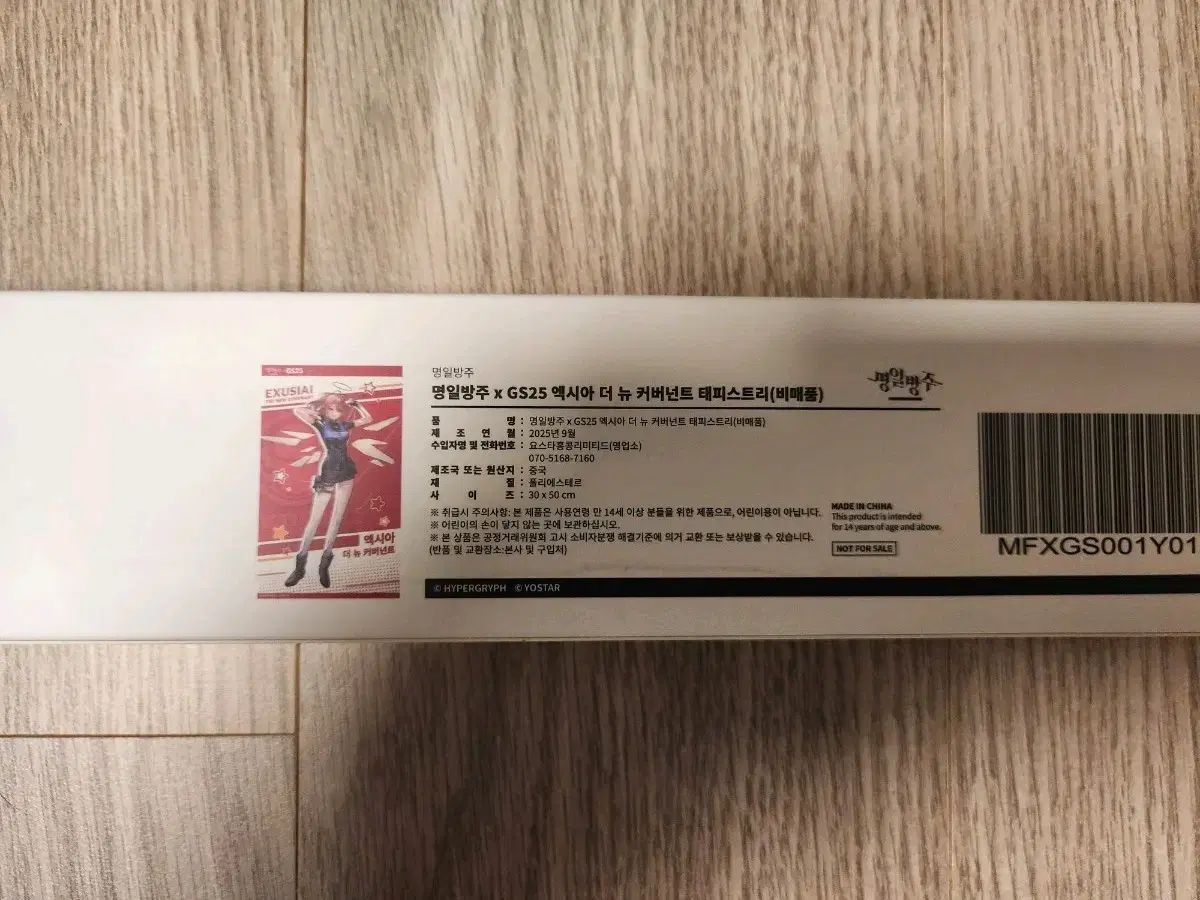 GS25
EXUSIAI
THE NEW COVENANT
엑시아
더 뉴 커버넌트
명일방주
명일방주 x GS25 엑시아 더 뉴 커버넌트 태피스트리(비매품)
품 명 : 명일방주 x GS25 엑시아 더 뉴 커버넌트 태피스트리(비매품)
제 조 연 월 : 2025년 9월
수입자명 및 전화번호 : 요스타홍콩리미티드(영업소)
070-5168-7160
제조국 또는 원산지 : 중국
재 질 : 폴리에스테르
사 이 즈 : 30 x 50 cm
※ 취급시 주의사항: 본 제품은 사용연령 만 14세 이상 분들을 위한 제품으로, 어린이용이 아닙니다.
※ 어린이의 손이 닿지 않는 곳에 보관하십시오.
※ 본 상품은 공정거래위원회 고시 소비자분쟁 해결기준에 의거 교환 또는 보상받을 수 있습니다.
(반품 및 교환장소:본사 및 구입처)
© HYPERGRYPH © YOSTAR
명일방주
MADE IN CHINA
This product is intended
for 14 years of age and above.
NOT FOR SALE
MFXGS001Y01